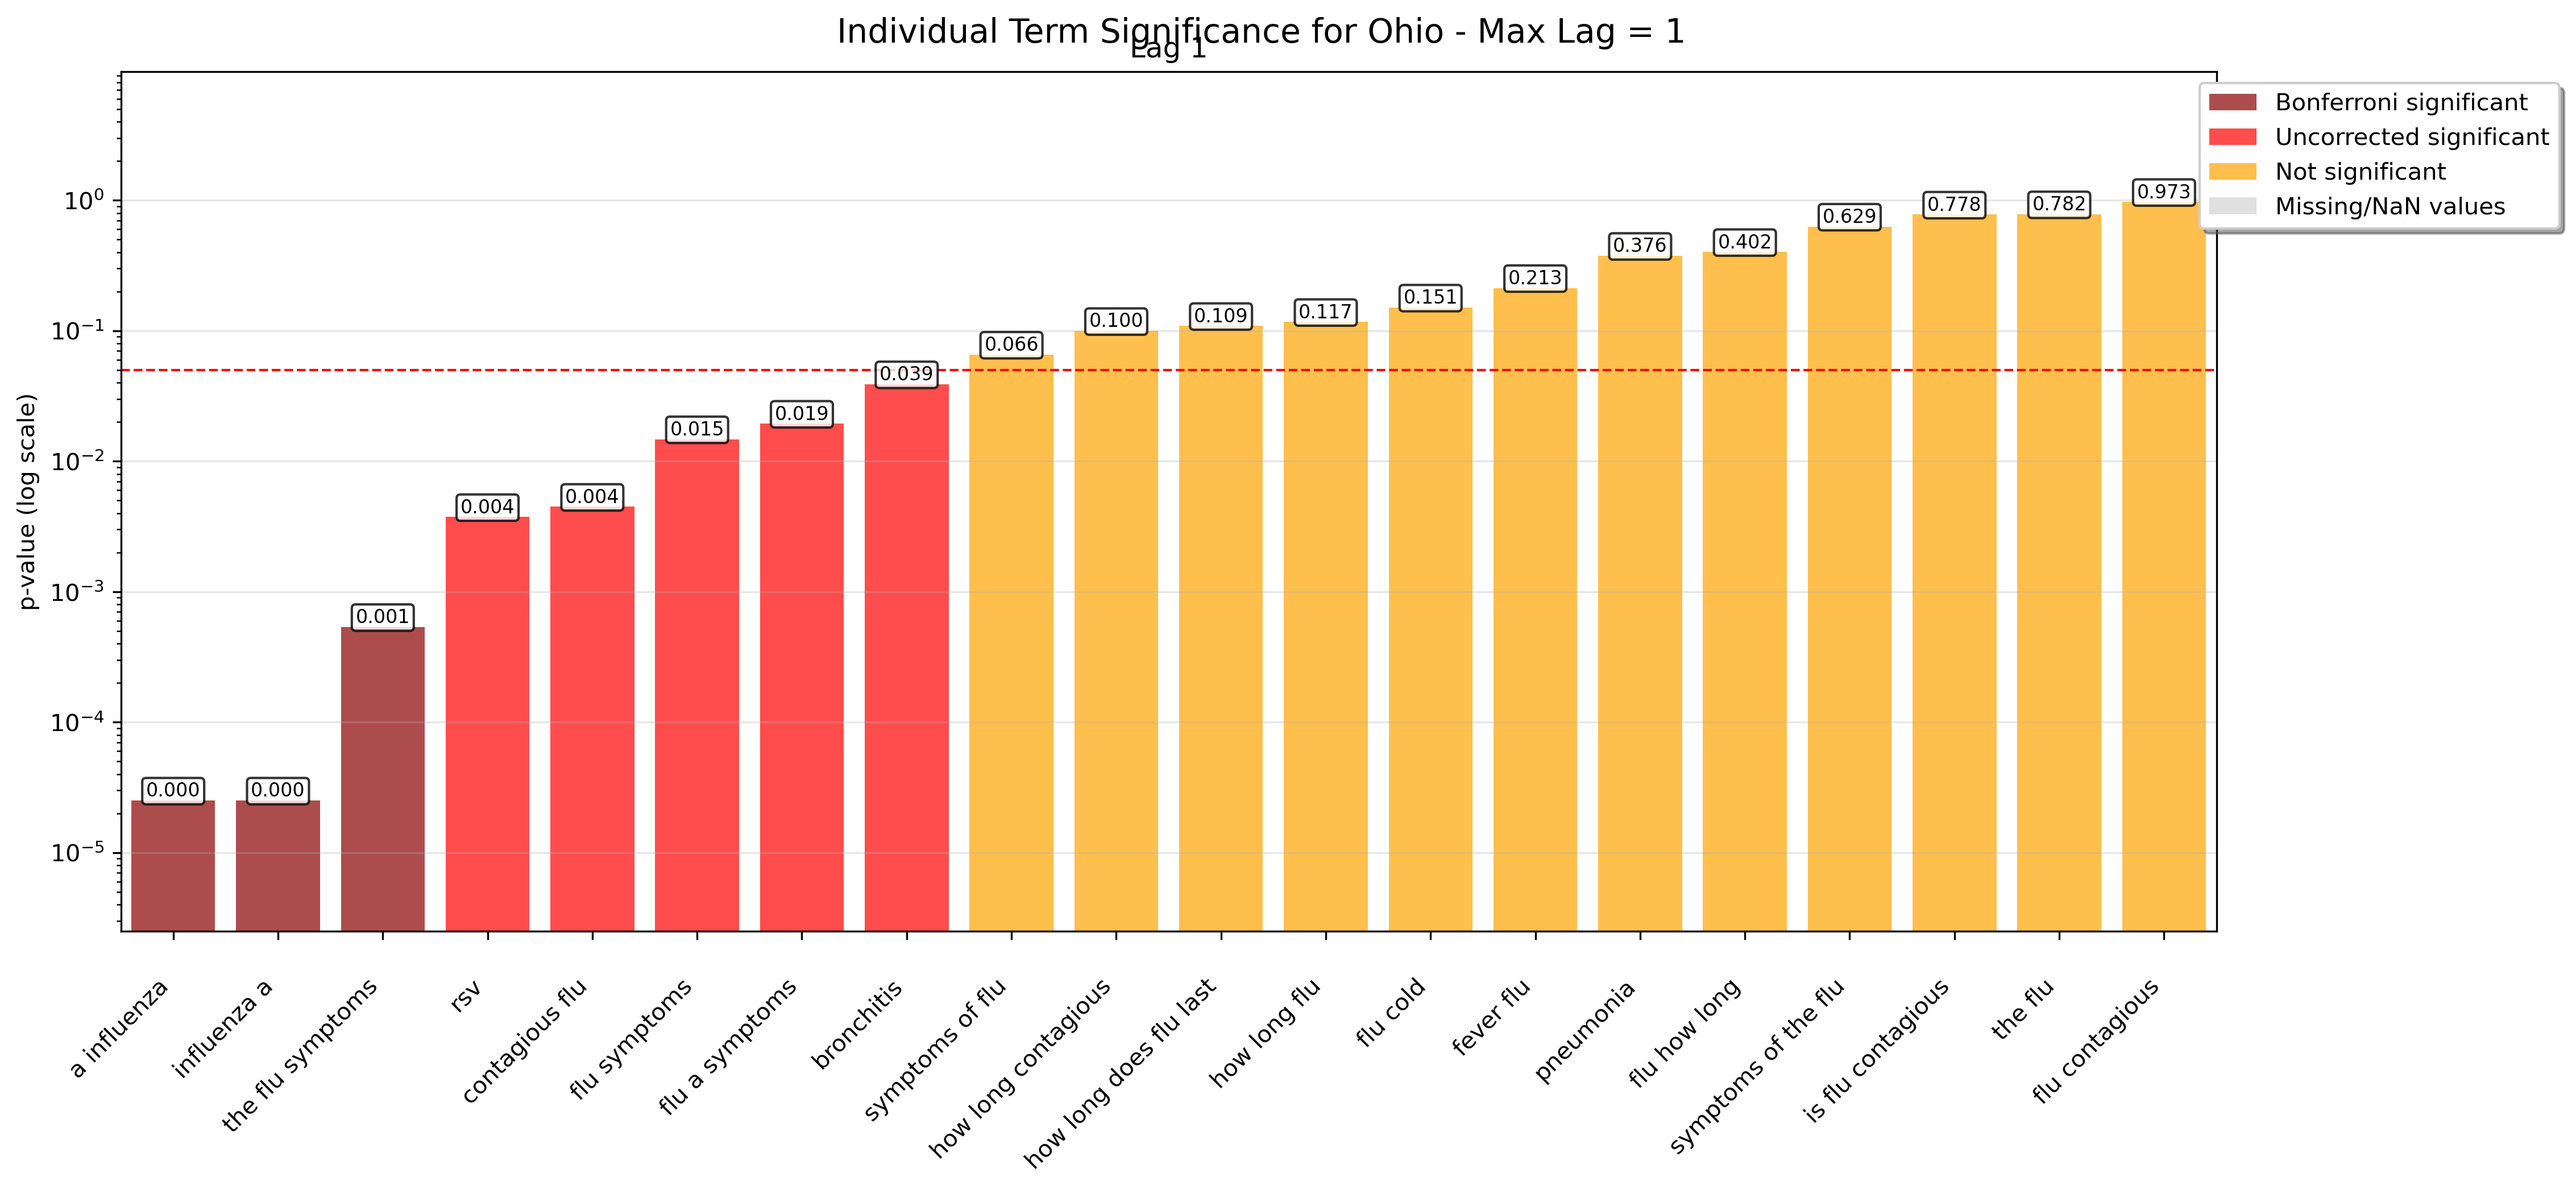 Individual Term Significance for Ohio - Max Lag = 1
Lag 1
Bonferroni significant
Uncorrected significant
Not significant
Missing/NaN values
p-value (log scale)
10⁰
10⁻¹
10⁻²
10⁻³
10⁻⁴
10⁻⁵
0.000
0.000
0.001
0.004
0.004
0.015
0.019
0.039
0.066
0.100
0.109
0.117
0.151
0.213
0.376
0.402
0.629
0.778
0.782
0.973
a influenza
influenza a
the flu symptoms
rsv
contagious flu
flu symptoms
flu a symptoms
bronchitis
symptoms of flu
how long contagious
how long does flu last
how long flu
flu cold
fever flu
pneumonia
flu how long
symptoms of the flu
is flu contagious
the flu
flu contagious